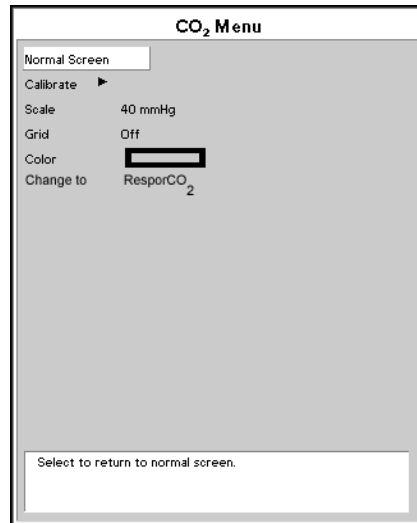 CO₂ Menu
Normal Screen
Calibrate ►
Scale 40 mmHg
Grid Off
Color
Change to ResporCO₂
Select to return to normal screen.